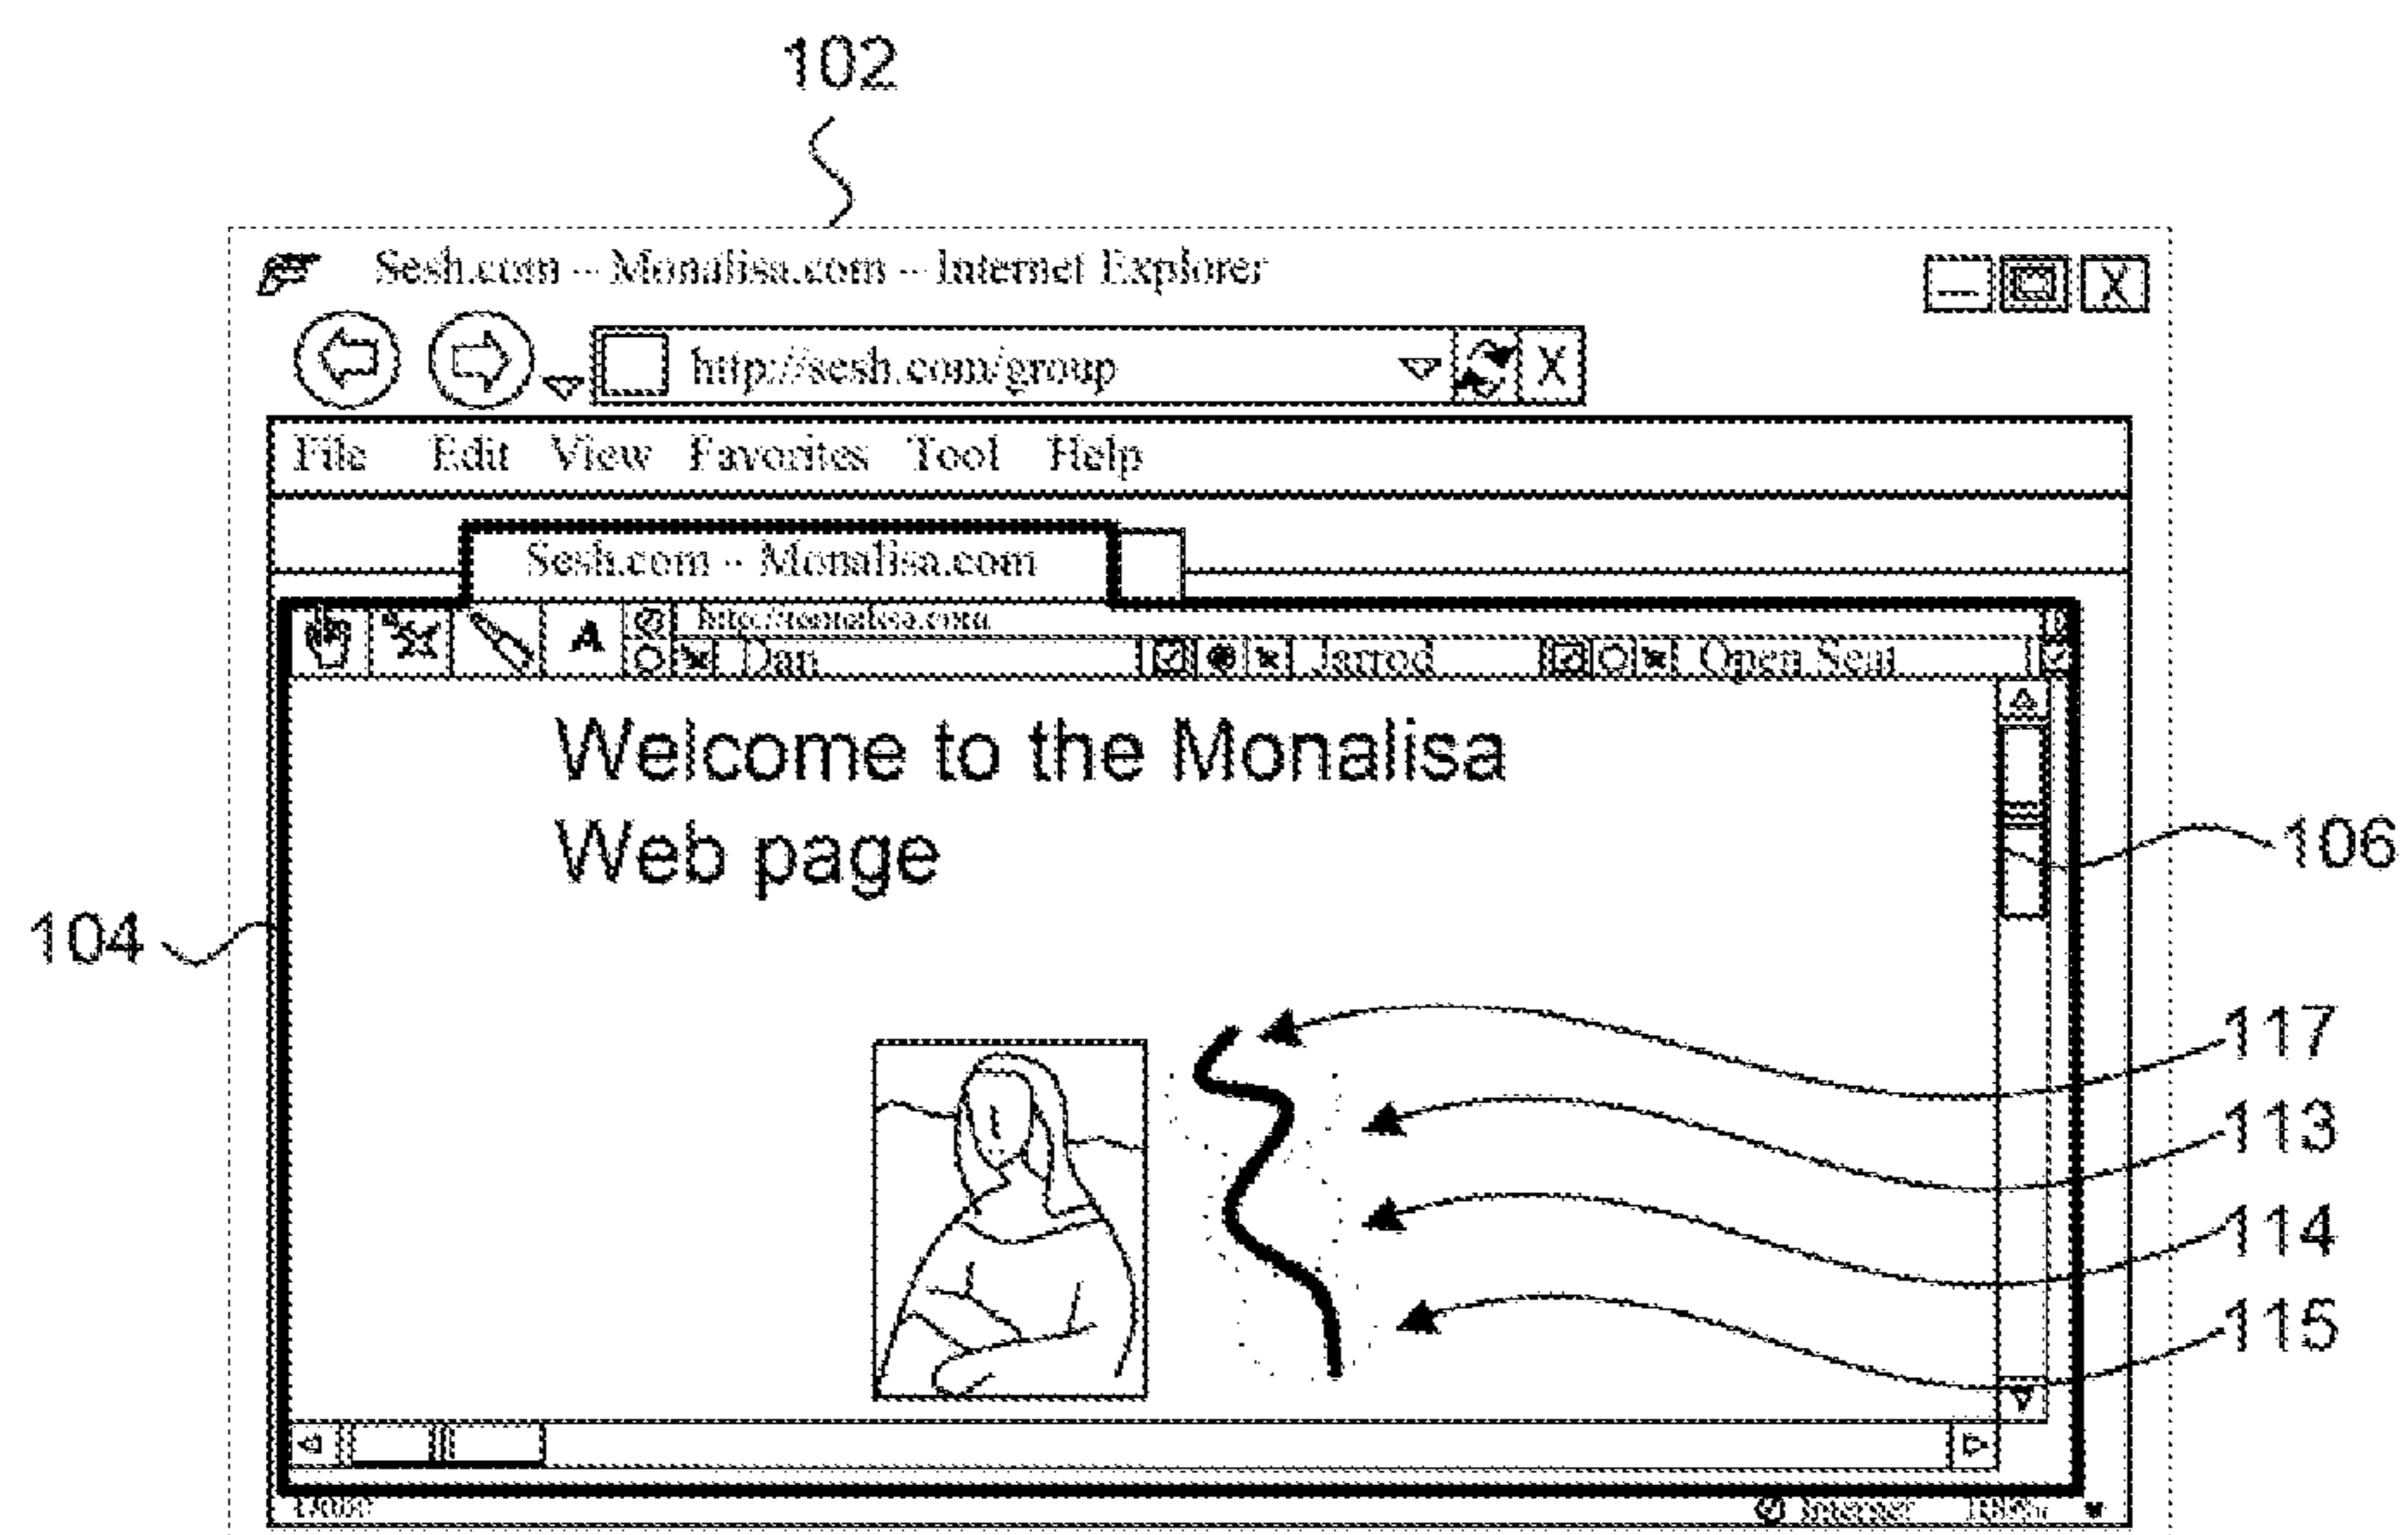 102
Sesh.com -- Monalisa.com -- Internet Explorer
X
http://sesh.com/group
X
File Edit View Favorites Tool Help
Sesh.com -- Monalisa.com
A
http://monalisa.com
Dan Jarrod Open Seat
Welcome to the Monalisa
Web page
106
104
117
113
114
115
Internet